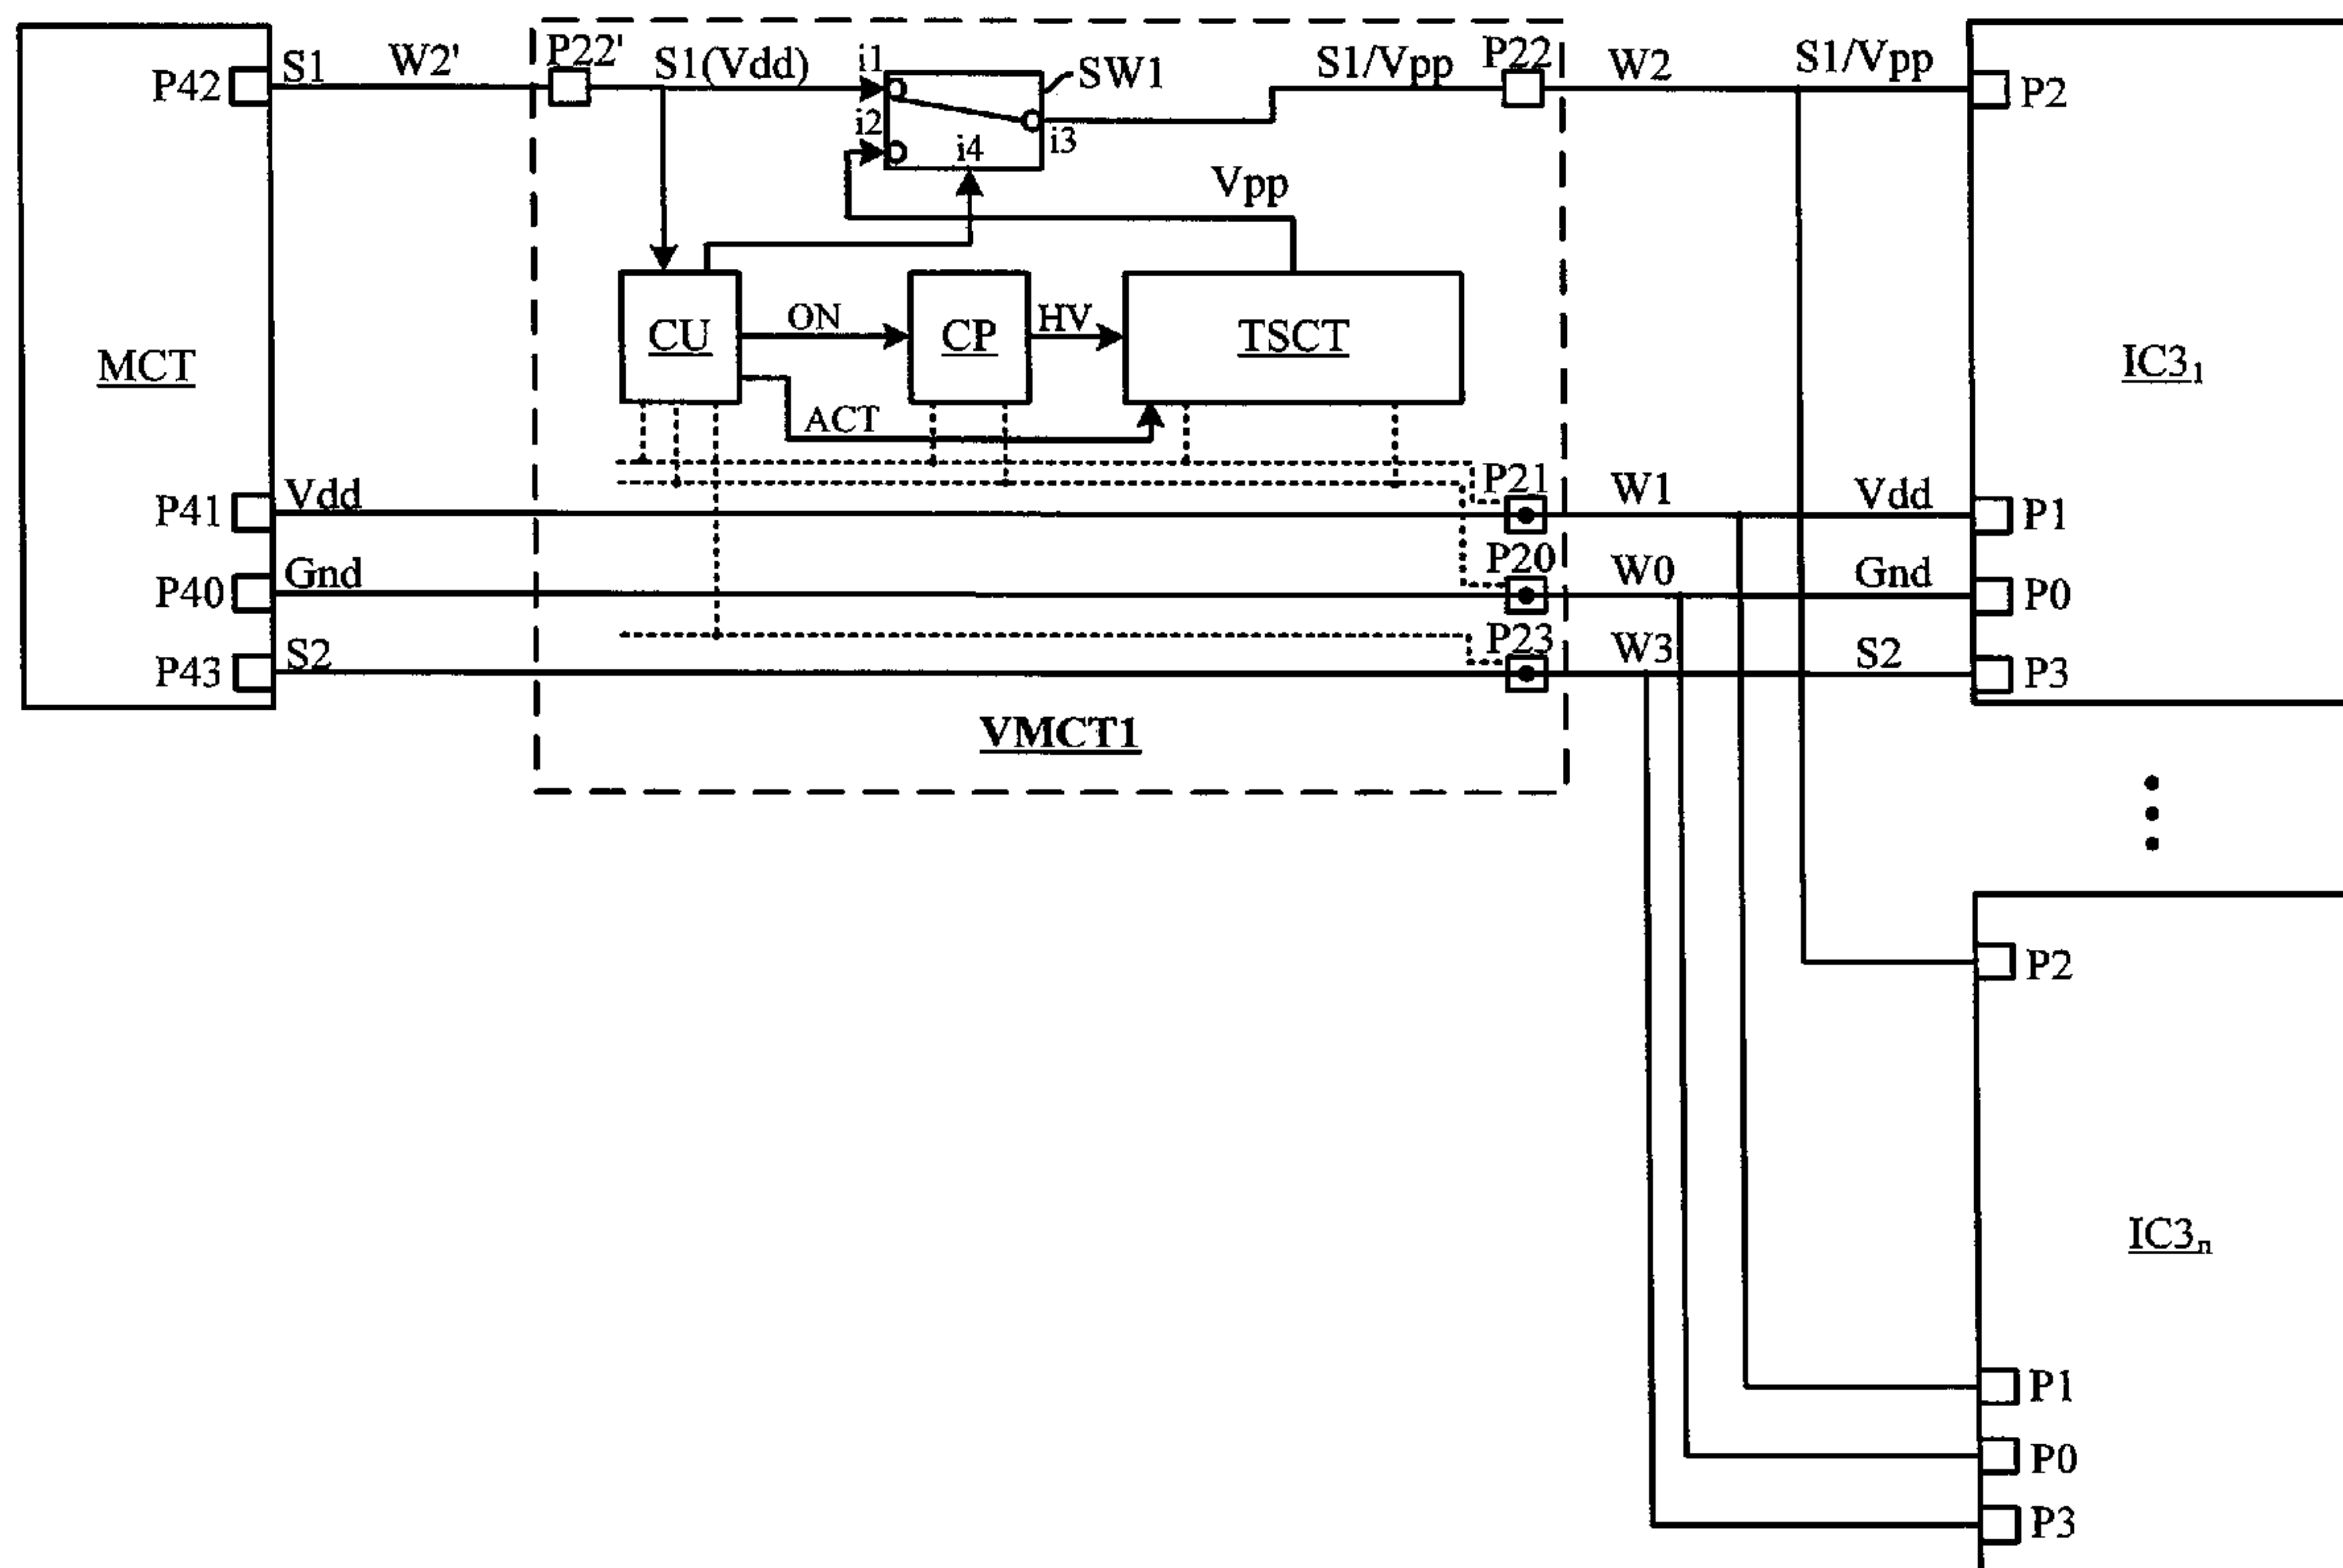 P42
S1
W2'
P22'
S1(Vdd)
i1
i2
i4
i3
SW1
S1/Vpp
P22
W2
S1/Vpp
P2
Vpp
MCT
CU
ON
CP
HV
TSCT
ACT
IC3₁
P41
Vdd
P21
W1
Vdd
P1
P40
Gnd
P20
W0
Gnd
P0
P43
S2
P23
W3
S2
P3
VMCT1
P2
IC3ₙ
P1
P0
P3